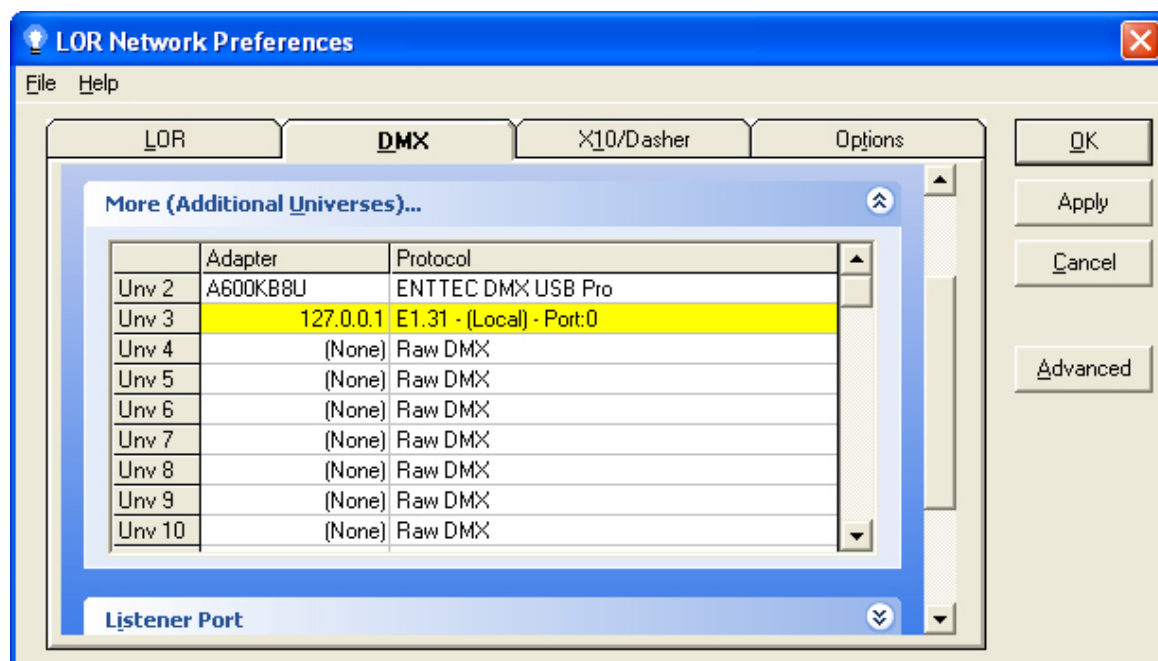 LOR Network Preferences
File Help
LOR DMX X10/Dasher Options
OK
Apply
Cancel
Advanced
More (Additional Universes)...
Adapter Protocol
Unv 2 A600KB8U ENTTEC DMX USB Pro
Unv 3 127.0.0.1 E1.31 - (Local) - Port:0
Unv 4 (None) Raw DMX
Unv 5 (None) Raw DMX
Unv 6 (None) Raw DMX
Unv 7 (None) Raw DMX
Unv 8 (None) Raw DMX
Unv 9 (None) Raw DMX
Unv 10 (None) Raw DMX
Listener Port